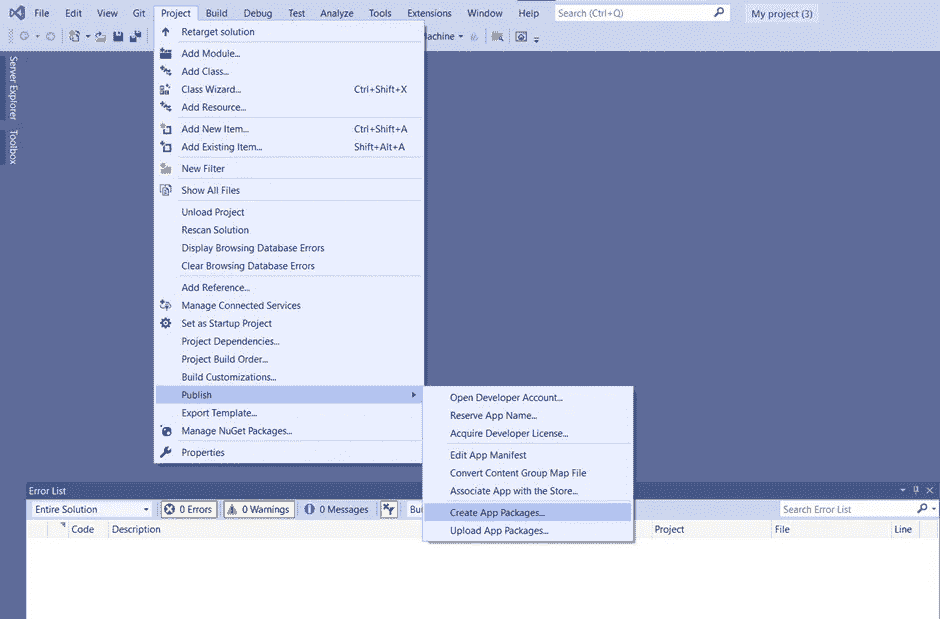 File Edit View Git Project Build Debug Test Analyze Tools Extensions Window Help Search (Ctrl+Q) My project (3)
Retarget solution
Add Module...
Add Class...
Class Wizard... Ctrl+Shift+X
Add Resource...
Add New Item... Ctrl+Shift+A
Add Existing Item... Shift+Alt+A
New Filter
Show All Files
Unload Project
Rescan Solution
Display Browsing Database Errors
Clear Browsing Database Errors
Add Reference...
Manage Connected Services
Set as Startup Project
Project Dependencies...
Project Build Order...
Build Customizations...
Publish
Export Template...
Manage NuGet Packages...
Properties
Open Developer Account...
Reserve App Name...
Acquire Developer License...
Edit App Manifest
Convert Content Group Map File
Associate App with the Store...
Create App Packages...
Upload App Packages...
Server Explorer
Toolbox
Error List
Entire Solution 0 Errors 0 Warnings 0 Messages Bui Search Error List
Code Description Project File Line